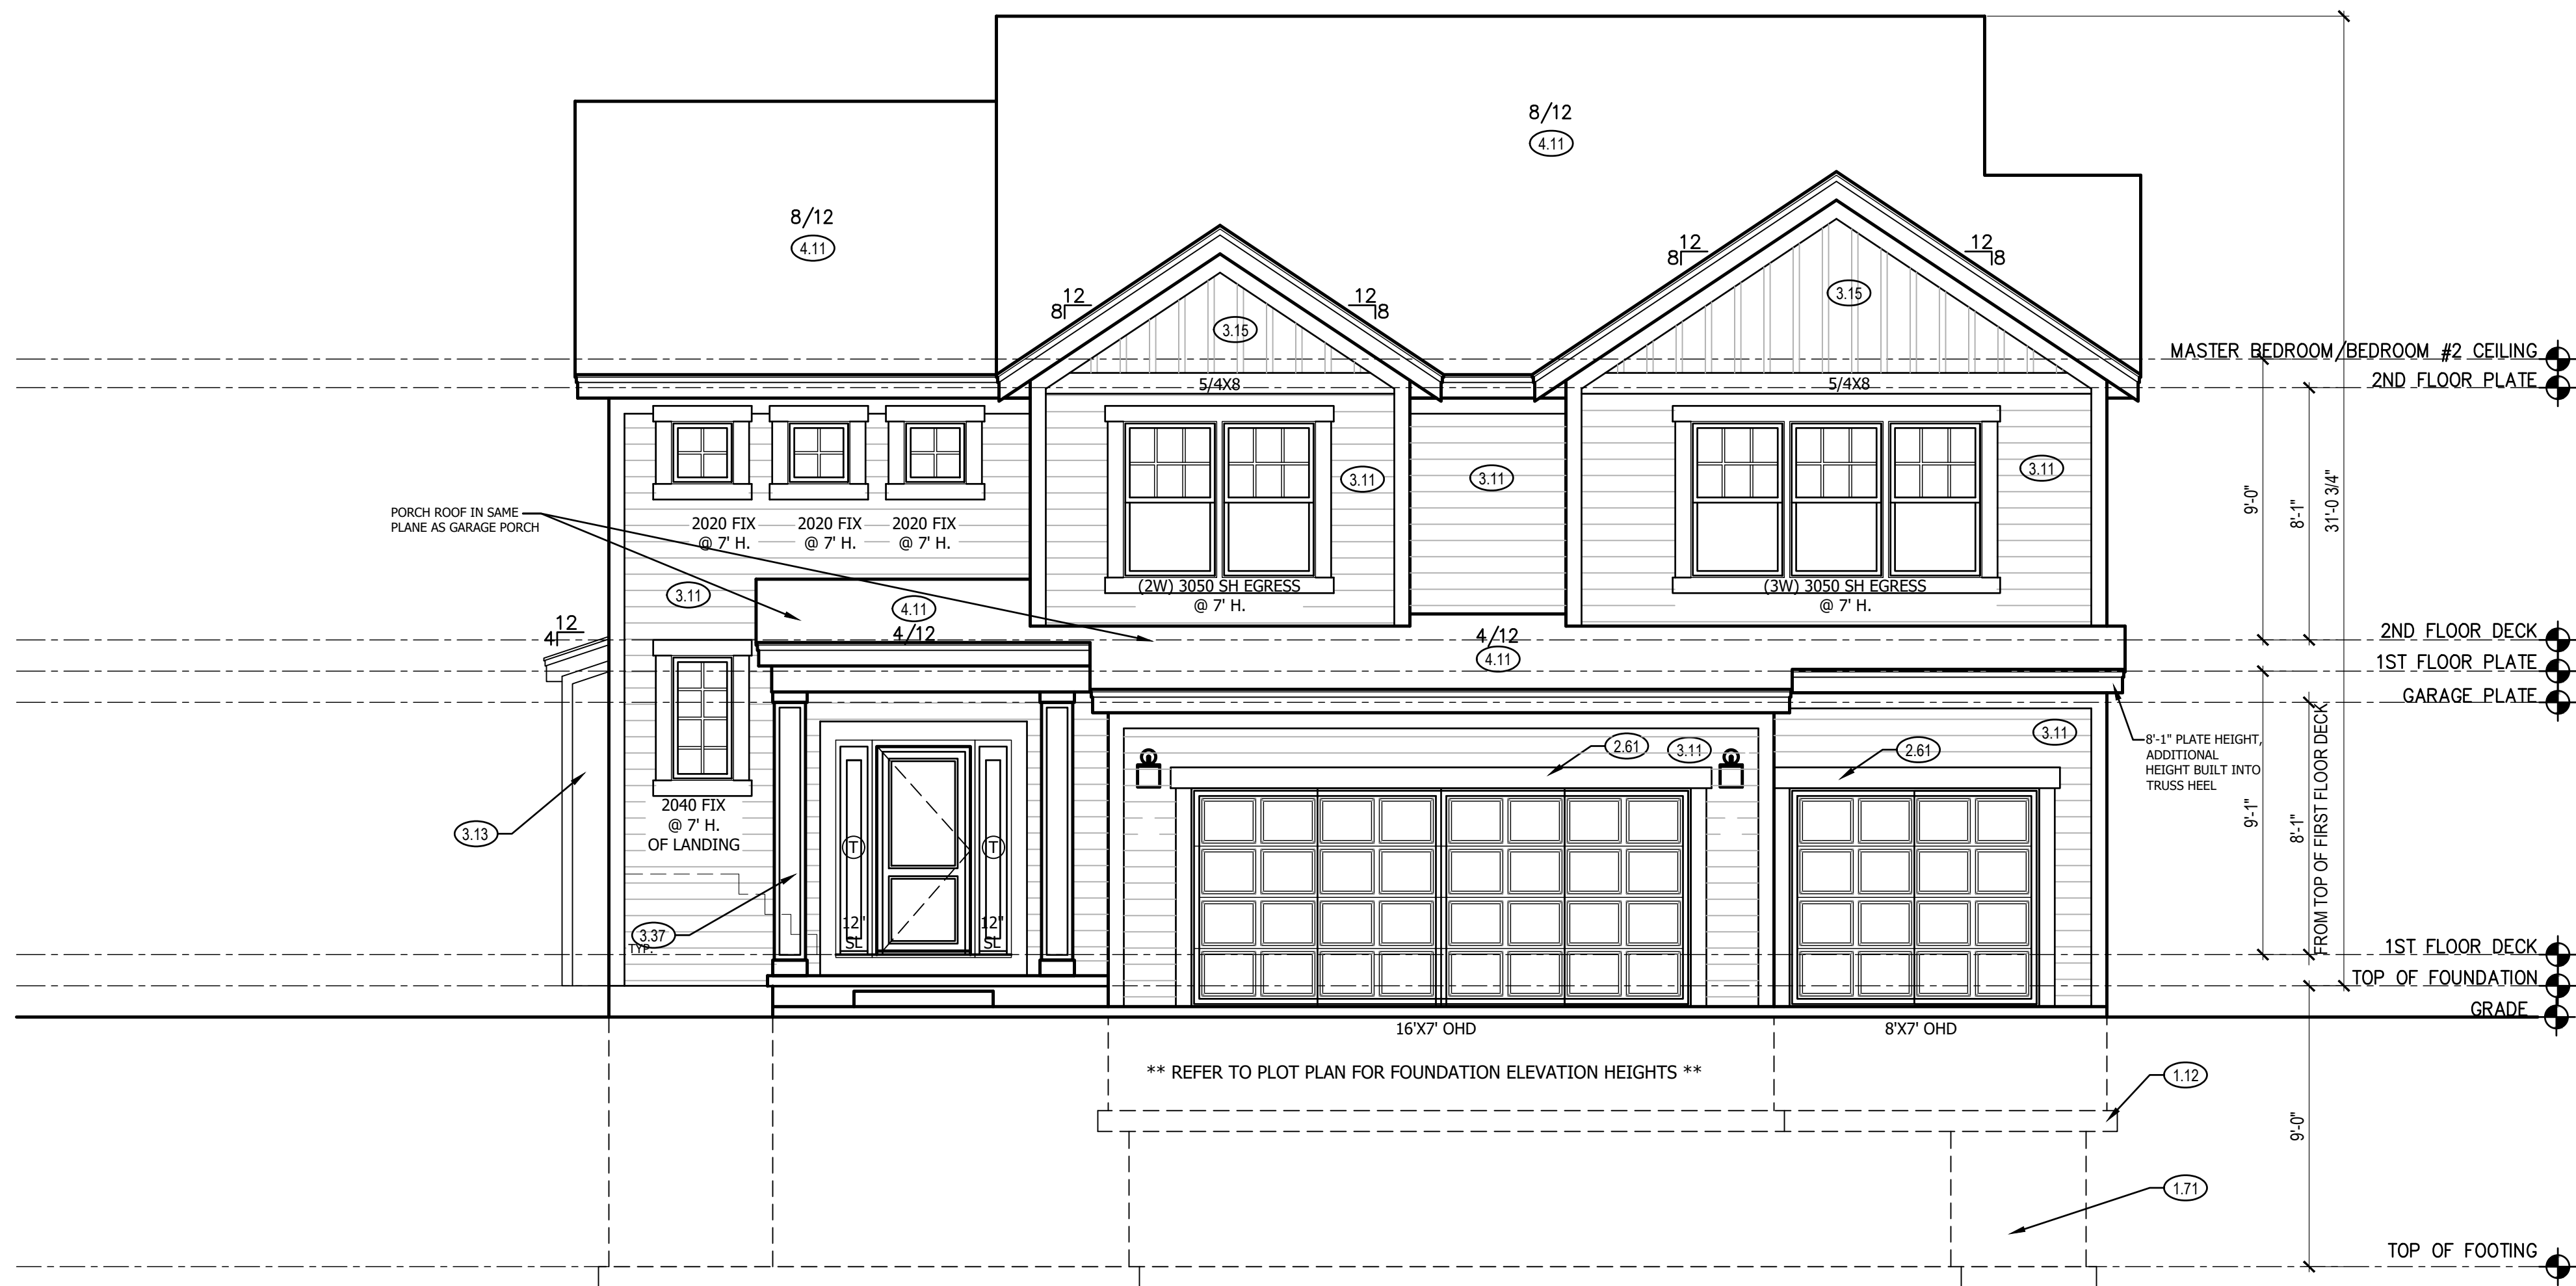 8/12
4.11
8/12
4.11
12
8
12
8
12
8
12
8
3.15
3.15
MASTER BEDROOM/BEDROOM #2 CEILING
2ND FLOOR PLATE
5/4X8
5/4X8
3.11
3.11
3.11
9'-0"
8'-1"
31'-0 3/4"
PORCH ROOF IN SAME
PLANE AS GARAGE PORCH
2020 FIX
@ 7' H.
2020 FIX
@ 7' H.
2020 FIX
@ 7' H.
(2W) 3050 SH EGRESS
@ 7' H.
(3W) 3050 SH EGRESS
@ 7' H.
3.11
4.11
4/12
12
4
4/12
4.11
2ND FLOOR DECK
1ST FLOOR PLATE
GARAGE PLATE
2.61
3.11
2.61
3.11
8'-1" PLATE HEIGHT,
ADDITIONAL
HEIGHT BUILT INTO
TRUSS HEEL
9'-1"
8'-1"
FROM TOP OF FIRST FLOOR DECK
2040 FIX
@ 7' H.
OF LANDING
3.13
T
T
12"
SL
12"
SL
3.37
TYP.
1ST FLOOR DECK
TOP OF FOUNDATION
GRADE
16'X7' OHD
8'X7' OHD
** REFER TO PLOT PLAN FOR FOUNDATION ELEVATION HEIGHTS **
1.12
9'-0"
1.71
TOP OF FOOTING